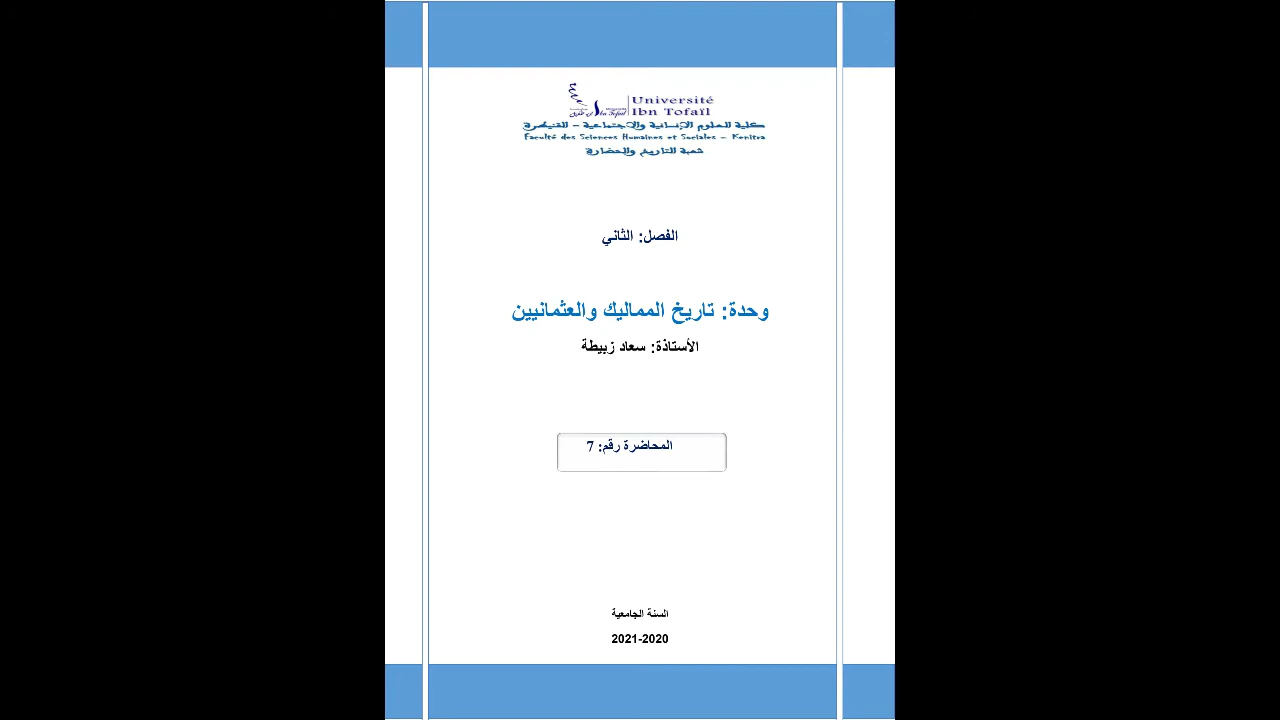 Université
Ibn Tofaïl
كلية العلوم الإنسانية والاجتماعية - القنيطرة
Faculté des Sciences Humaines et Sociales - Kenitra
شعبة التاريخ والحضارة
الفصل: الثاني
وحدة: تاريخ المماليك والعثمانيين
الأستاذة: سعاد زبيطة
المحاضرة رقم: 7
السنة الجامعية
2021-2020